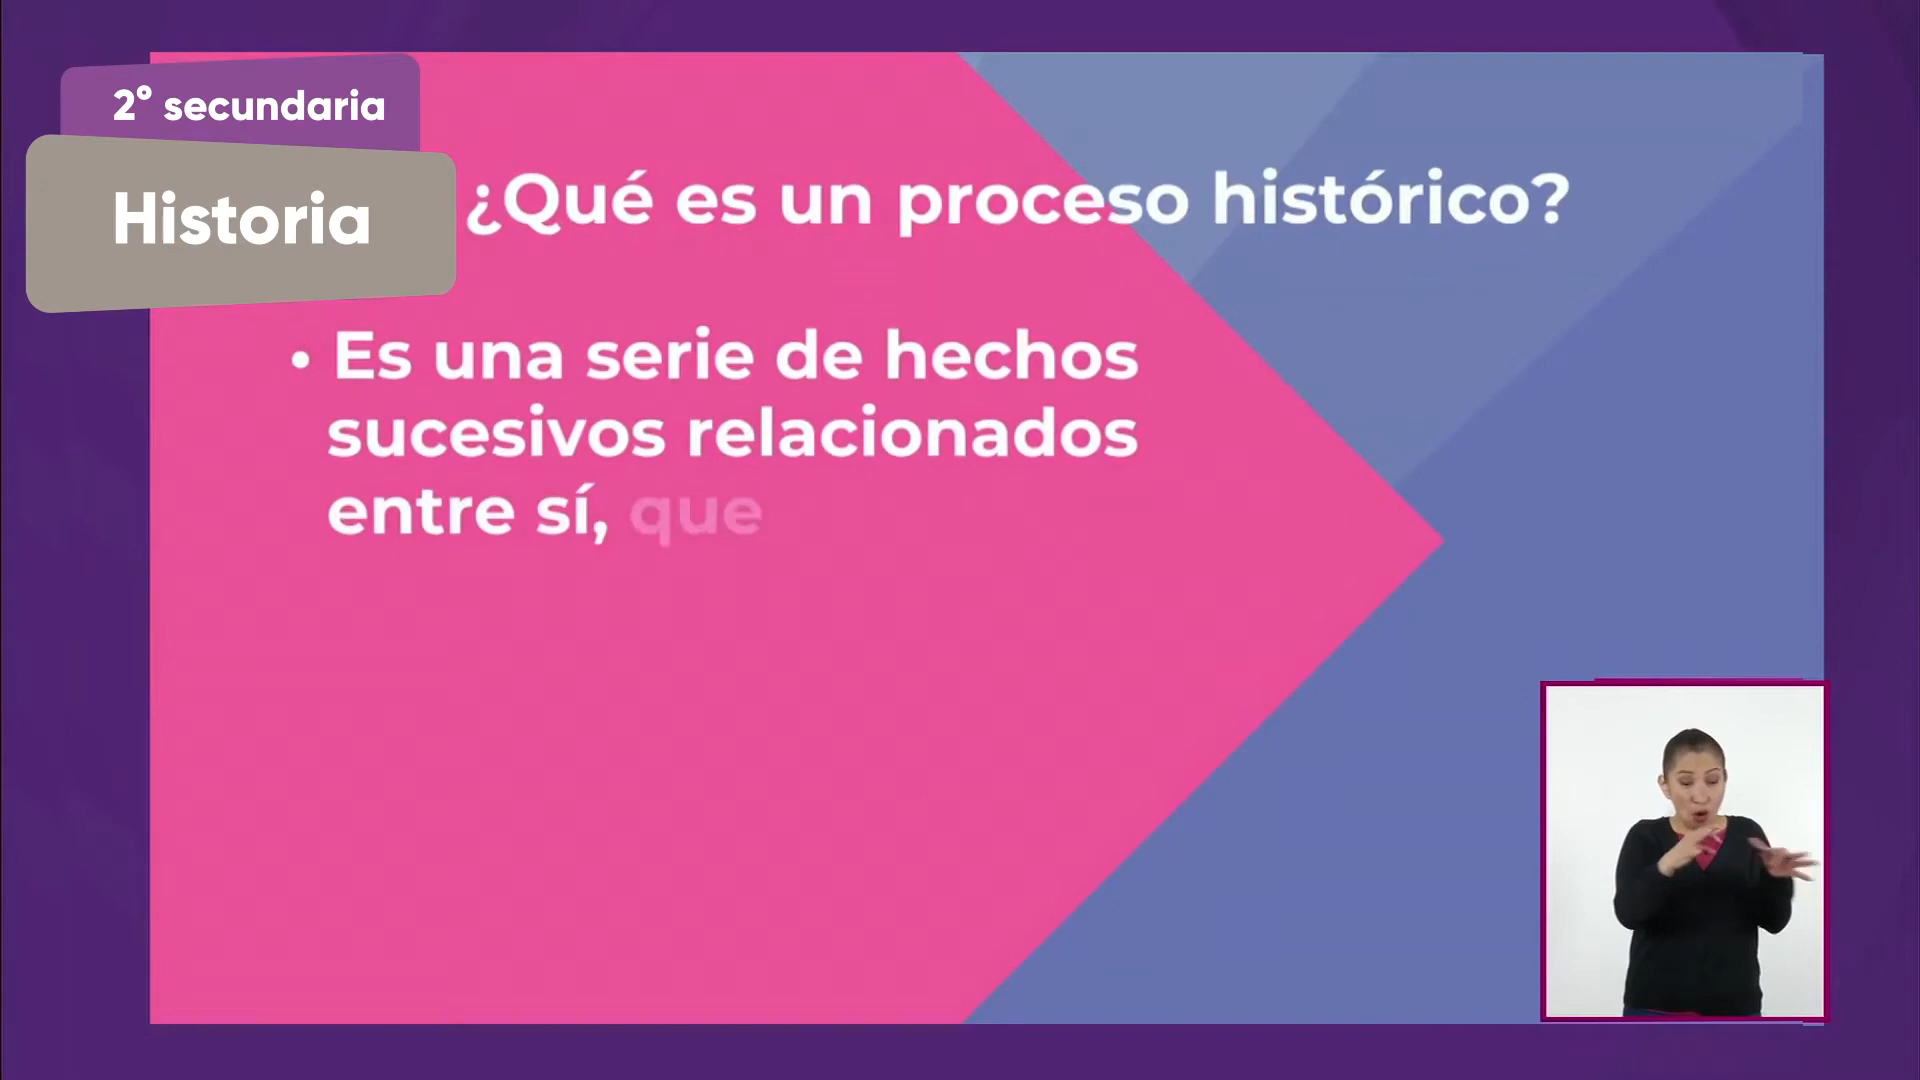 2° secundaria
Historia
¿Qué es un proceso histórico?
• Es una serie de hechos
sucesivos relacionados
entre sí, que